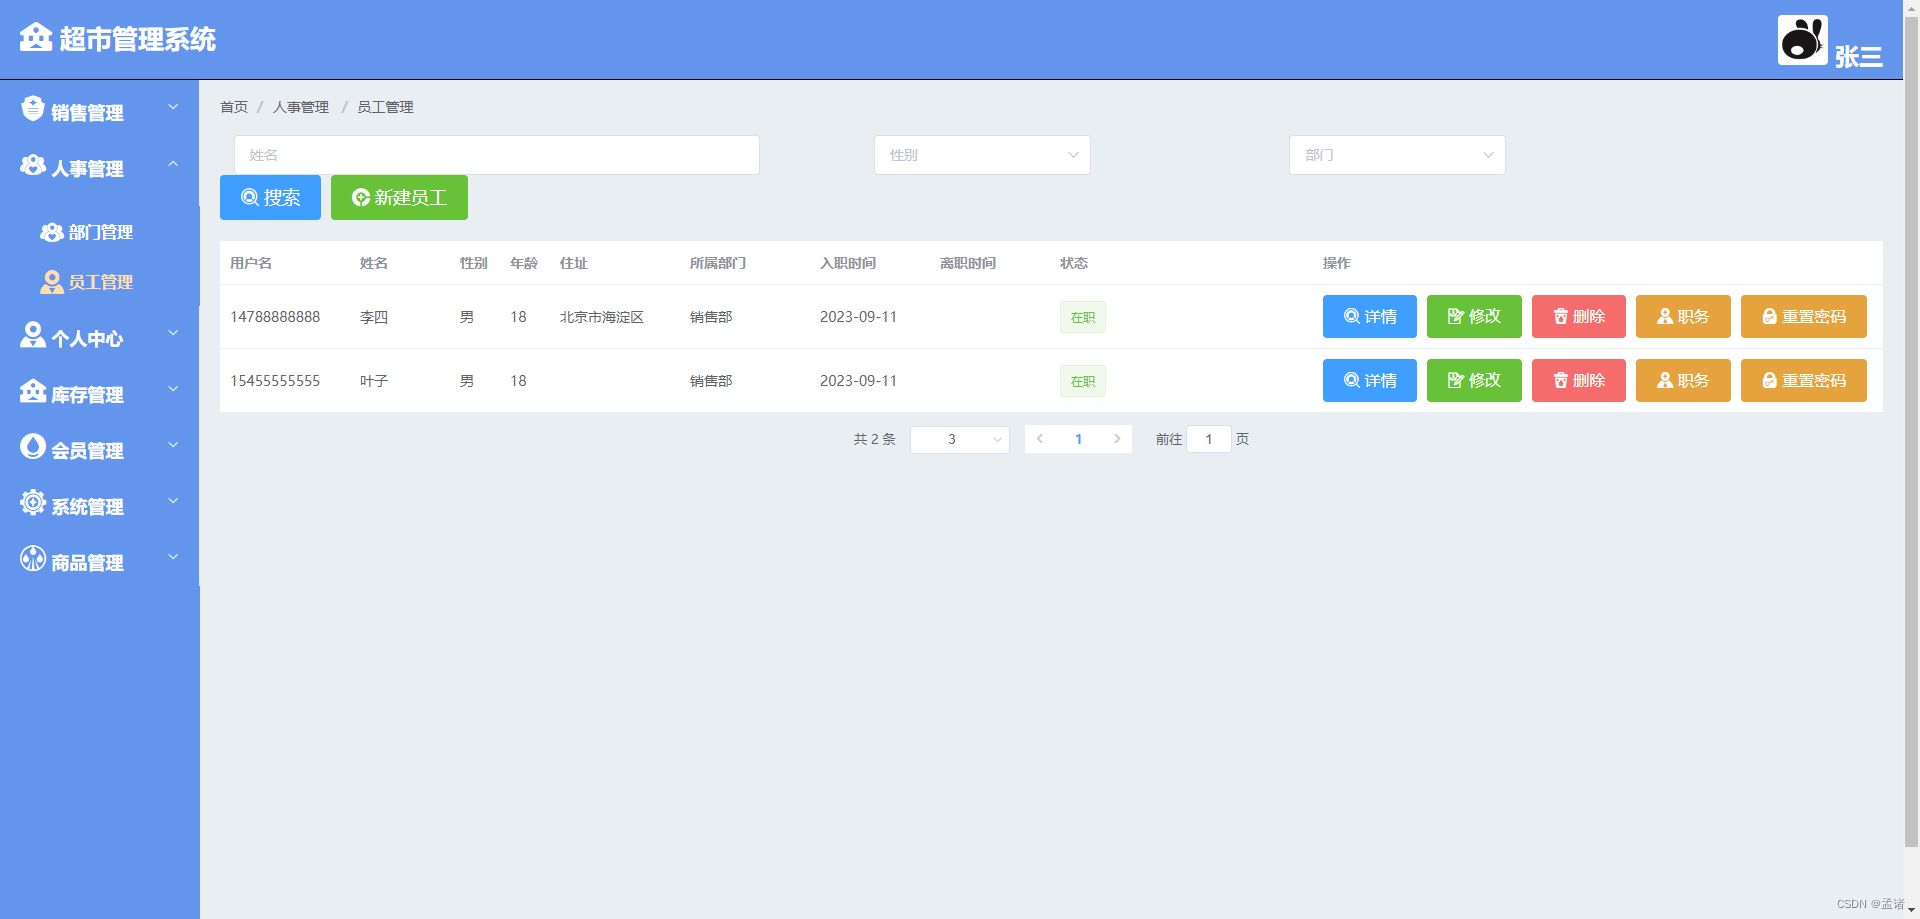 超市管理系统
张三
销售管理
人事管理
部门管理
员工管理
个人中心
库存管理
会员管理
系统管理
商品管理
首页 / 人事管理 / 员工管理
姓名 性别 部门
搜索 新建员工
用户名 姓名 性别 年龄 住址 所属部门 入职时间 离职时间 状态 操作
14788888888 李四 男 18 北京市海淀区 销售部 2023-09-11 在职 详情 修改 删除 职务 重置密码
15455555555 叶子 男 18 销售部 2023-09-11 在职 详情 修改 删除 职务 重置密码
共 2 条 3 1 前往 1 页
CSDN @孟诸